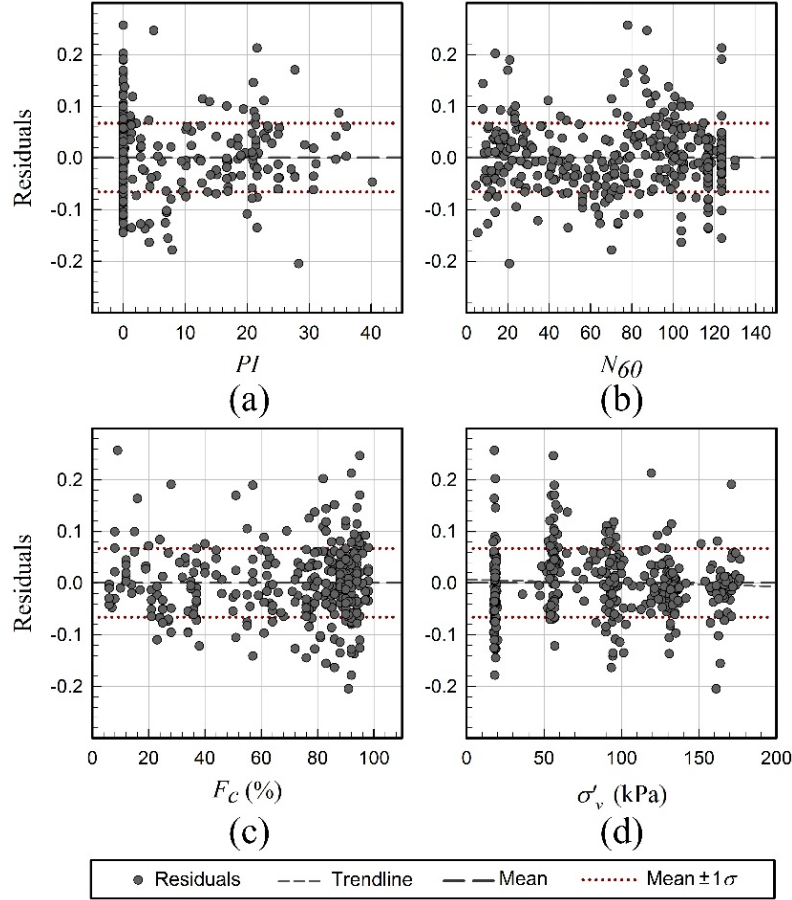 Residuals
0.2
0.1
0.0
-0.1
-0.2
0 10 20 30 40
PI
(a)
0.2
0.1
0.0
-0.1
-0.2
0 20 40 60 80 100 120 140
N60
(b)
Residuals
0.2
0.1
0.0
-0.1
-0.2
0 20 40 60 80 100
FC (%)
(c)
0.2
0.1
0.0
-0.1
-0.2
0 50 100 150 200
σ′v (kPa)
(d)
Residuals Trendline Mean Mean ±1σ